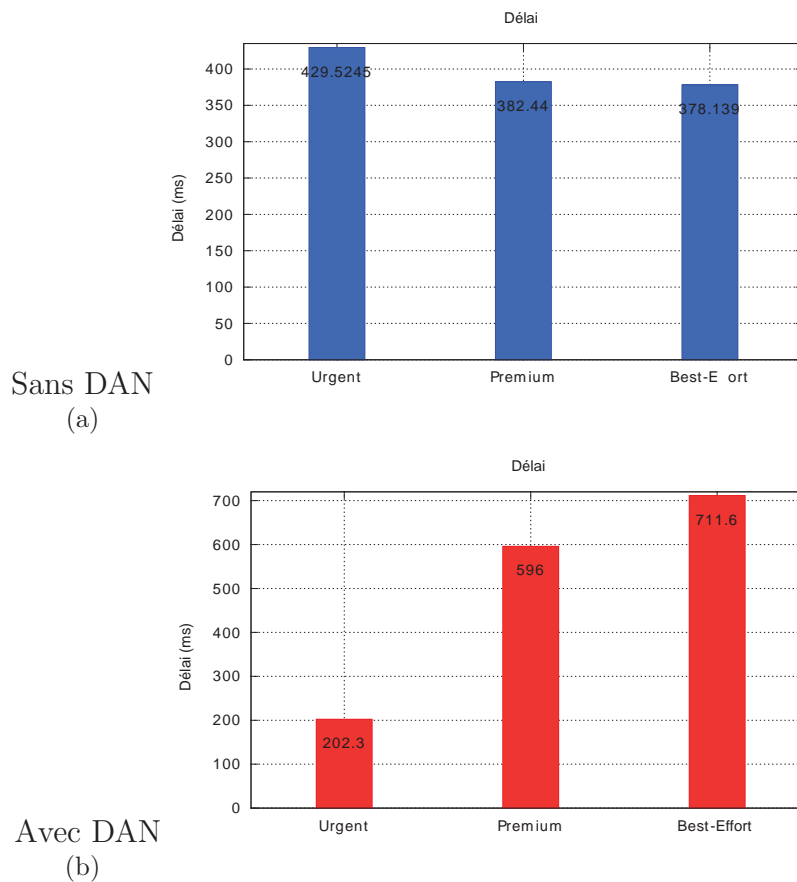 Délai
Délai (ms)
400
350
300
250
200
150
100
50
0
429.5245
382.44
378.139
Urgent Premium Best-E ort
Sans DAN
(a)
Délai
Délai (ms)
700
600
500
400
300
200
100
0
202.3
596
711.6
Urgent Premium Best-Effort
Avec DAN
(b)